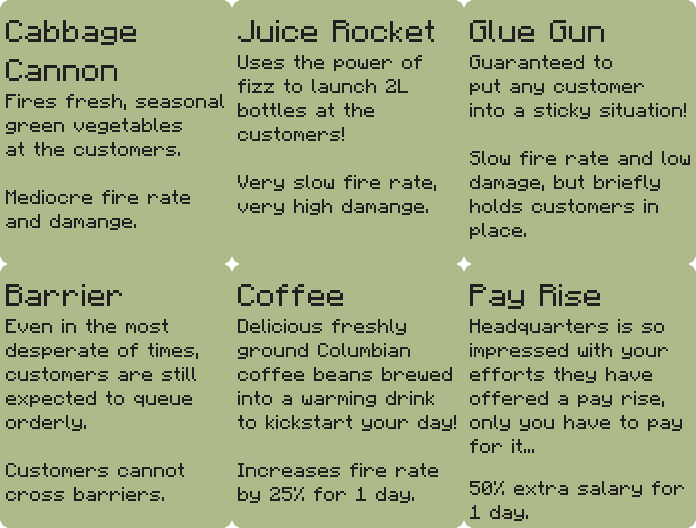 Cabbage
Cannon
Fires fresh, seasonal
green vegetables
at the customers.
Mediocre fire rate
and damange.
Juice Rocket
Uses the power of
fizz to launch 2L
bottles at the
customers!
Very slow fire rate,
very high damange.
Glue Gun
Guaranteed to
put any customer
into a sticky situation!
Slow fire rate and low
damage, but briefly
holds customers in
place.
Barrier
Even in the most
desperate of times,
customers are still
expected to queue
orderly.
Customers cannot
cross barriers.
Coffee
Delicious freshly
ground Columbian
coffee beans brewed
into a warming drink
to kickstart your day!
Increases fire rate
by 25% for 1 day.
Pay Rise
Headquarters is so
impressed with your
efforts they have
offered a pay rise,
only you have to pay
for it...
50% extra salary for
1 day.